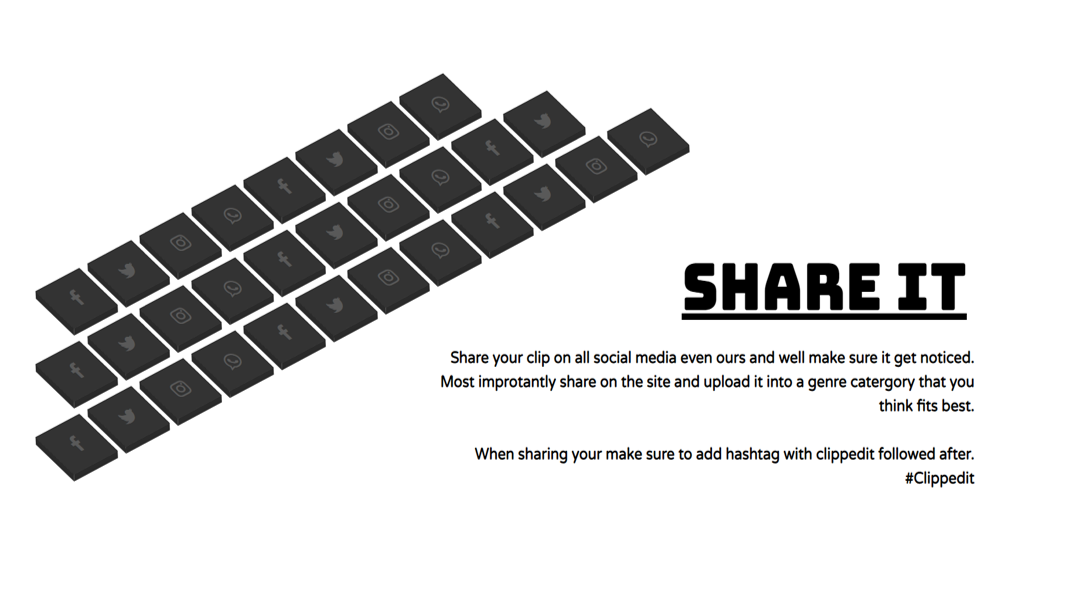 SHARE IT
Share your clip on all social media even ours and well make sure it get noticed.
Most improtantly share on the site and upload it into a genre catergory that you
think fits best.
When sharing your make sure to add hashtag with clippedit followed after.
#Clippedit